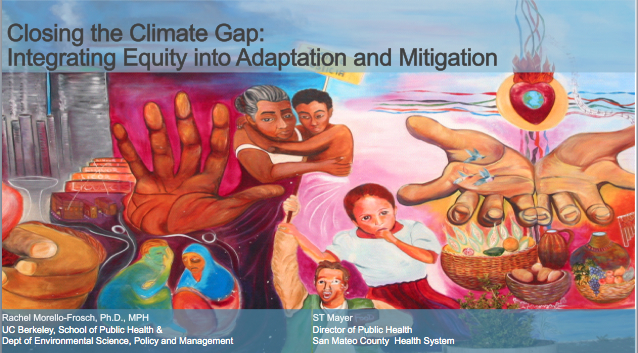 Closing the Climate Gap:
Integrating Equity into Adaptation and Mitigation
Rachel Morello-Frosch, Ph.D., MPH
UC Berkeley, School of Public Health &
Dept of Environmental Science, Policy and Management
ST Mayer
Director of Public Health
San Mateo County  Health System